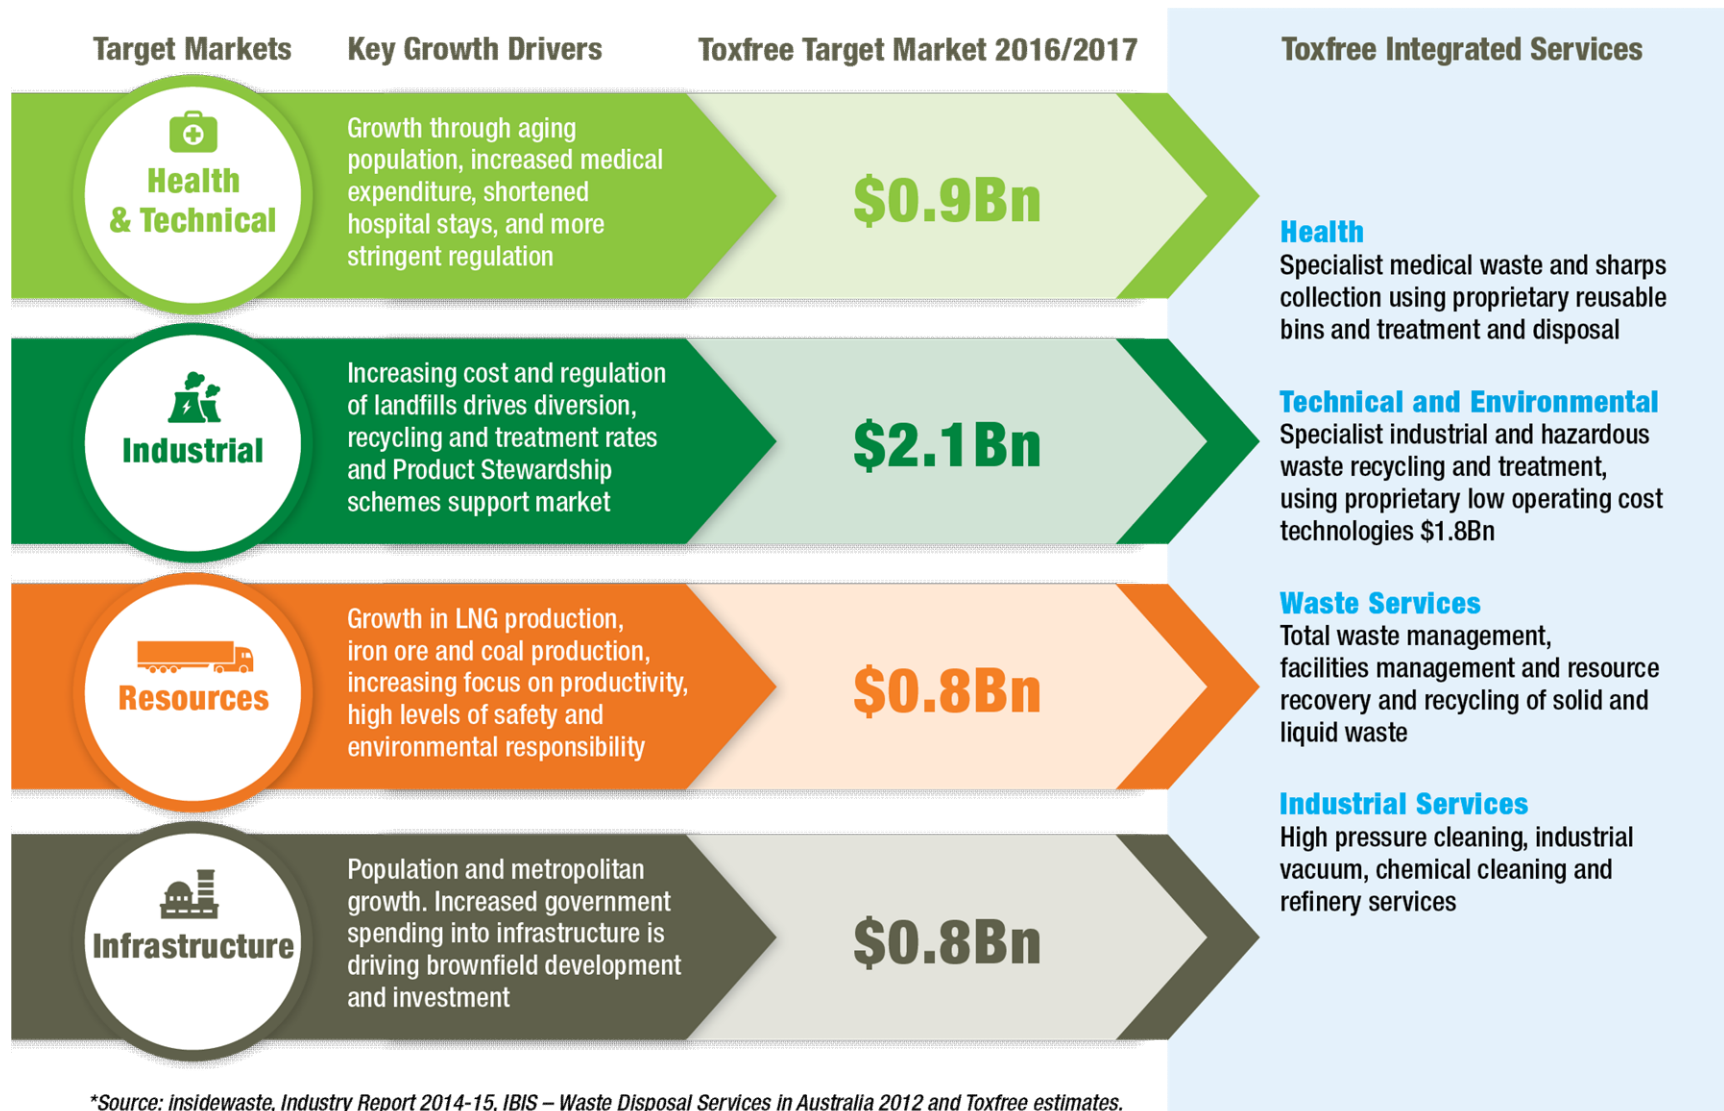 Target Markets
Key Growth Drivers
Toxfree Target Market 2016/2017
Toxfree Integrated Services
Health
& Technical
Growth through aging
population, increased medical
expenditure, shortened
hospital stays, and more
stringent regulation
$0.9Bn
Industrial
Increasing cost and regulation
of landfills drives diversion,
recycling and treatment rates
and Product Stewardship
schemes support market
$2.1Bn
Resources
Growth in LNG production,
iron ore and coal production,
increasing focus on productivity,
high levels of safety and
environmental responsibility
$0.8Bn
Infrastructure
Population and metropolitan
growth. Increased government
spending into infrastructure is
driving brownfield development
and investment
$0.8Bn
Health
Specialist medical waste and sharps
collection using proprietary reusable
bins and treatment and disposal
Technical and Environmental
Specialist industrial and hazardous
waste recycling and treatment,
using proprietary low operating cost
technologies $1.8Bn
Waste Services
Total waste management,
facilities management and resource
recovery and recycling of solid and
liquid waste
Industrial Services
High pressure cleaning, industrial
vacuum, chemical cleaning and
refinery services
*Source: insidewaste, Industry Report 2014-15, IBIS – Waste Disposal Services in Australia 2012 and Toxfree estimates.